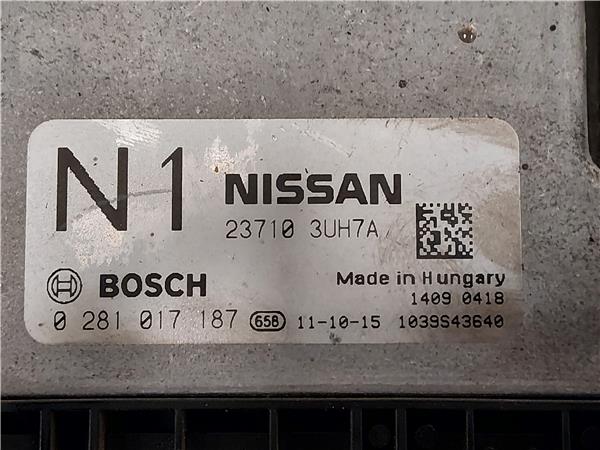 N1 NISSAN
23710 3UH7A
BOSCH Made in Hungary
1409 0418
0 281 017 187 658 11-10-15 1039S43640